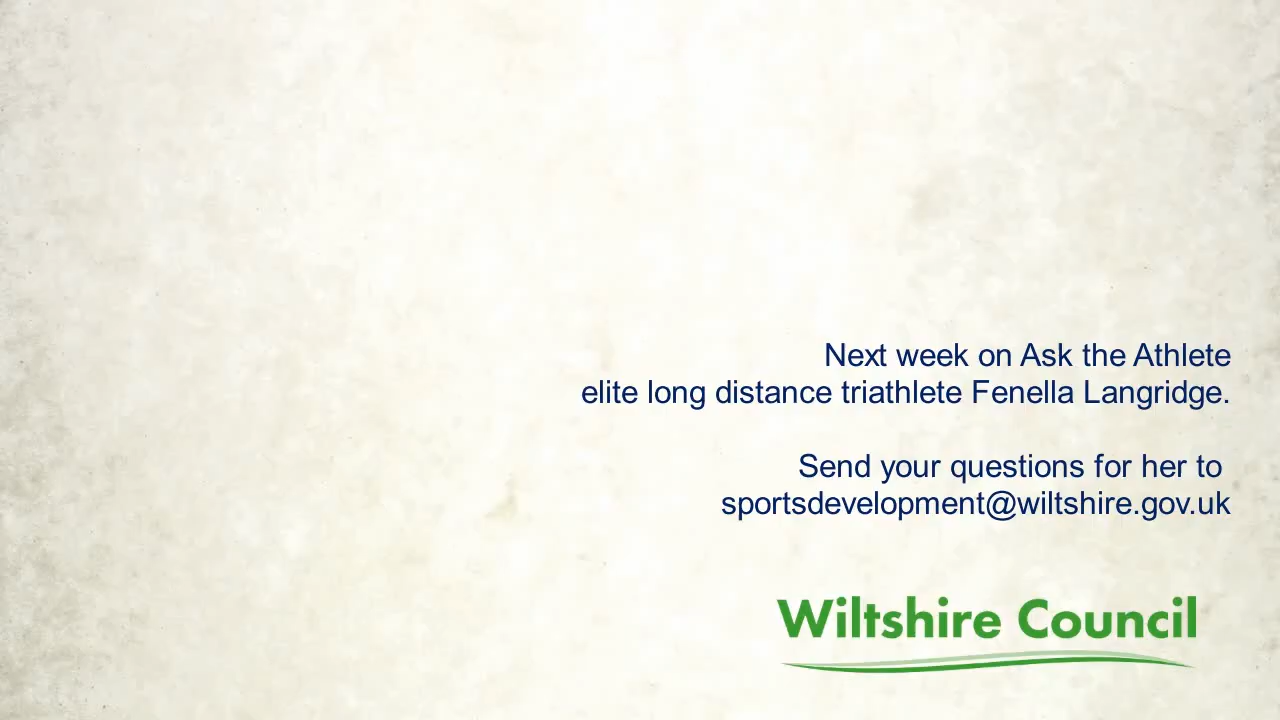 Next week on Ask the Athlete
elite long distance triathlete Fenella Langridge.
Send your questions for her to
sportsdevelopment@wiltshire.gov.uk
Wiltshire Council